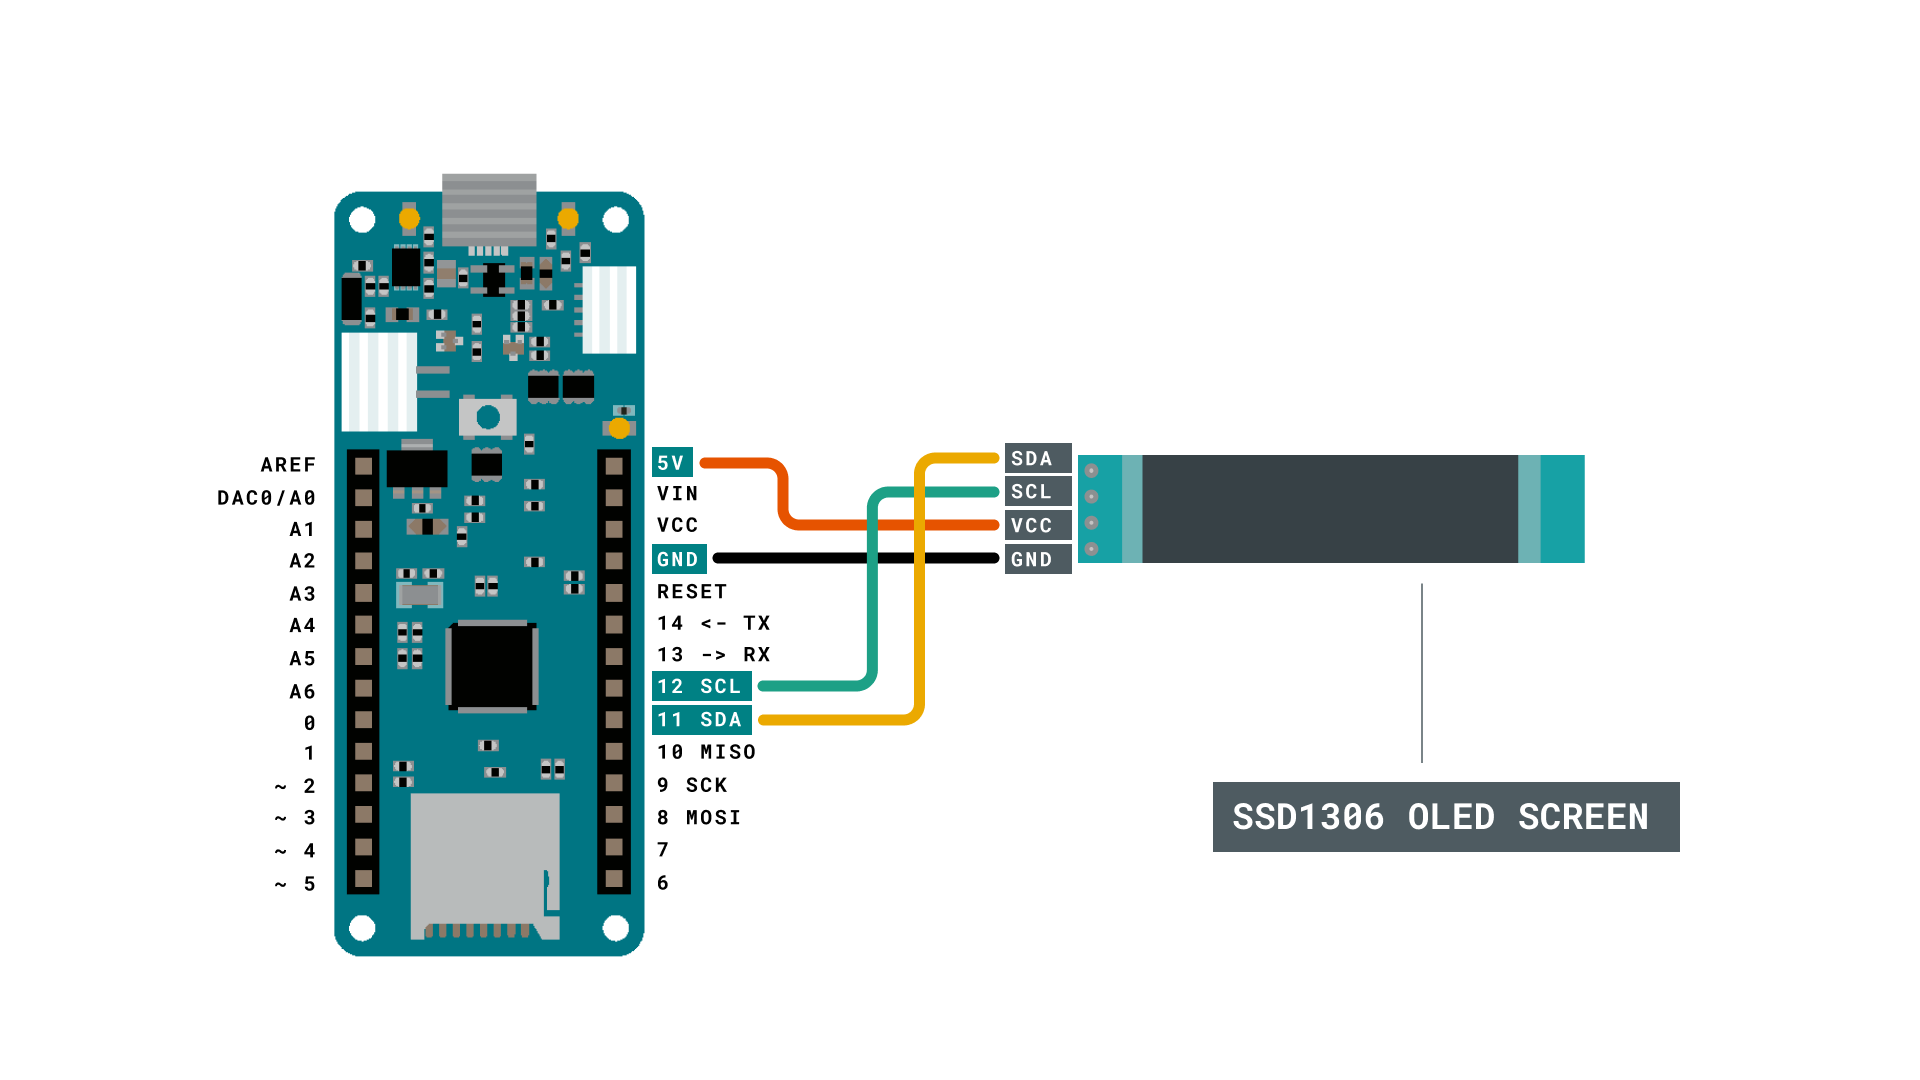 AREF
DAC0/A0
A1
A2
A3
A4
A5
A6
0
1
~ 2
~ 3
~ 4
~ 5
5V
VIN
VCC
GND
RESET
14 <- TX
13 -> RX
12 SCL
11 SDA
10 MISO
9 SCK
8 MOSI
7
6
SDA
SCL
VCC
GND
SSD1306 OLED SCREEN